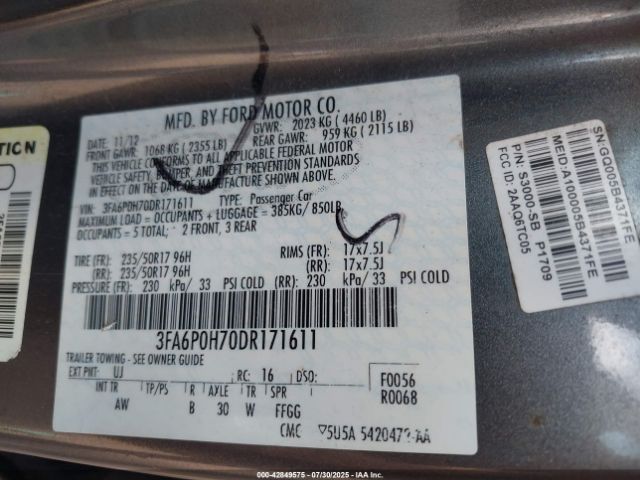 MFD. BY FORD MOTOR CO.
DATE: 11/12 GVWR: 2023 KG ( 4460 LB)
FRONT GAWR: 1068 KG ( 2355 LB) REAR GAWR: 959 KG ( 2115 LB)
THIS VEHICLE CONFORMS TO ALL APPLICABLE FEDERAL MOTOR
VEHICLE SAFETY, BUMPER, AND THEFT PREVENTION STANDARDS
IN EFFECT ON THE DATE OF MANUFACTURE SHOWN ABOVE.
VIN: 3FA6P0H70DR171611 TYPE: Passenger Car
MAXIMUM LOAD = OCCUPANTS + LUGGAGE = 385KG/ 850LB
OCCUPANTS = 5 TOTAL: 2 FRONT, 3 REAR
TIRE (FR): 235/50R17 96H RIMS (FR): 17x7.5J
(RR): 235/50R17 96H (RR): 17x7.5J
PRESSURE (FR): 230 kPa/ 33 PSI COLD (RR): 230 kPa/ 33 PSI COLD
3FA6P0H70DR171611
TRAILER TOWING - SEE OWNER GUIDE
EXT PNT: UJ RC: 16 DSO: F0056
R0068
INT TR TP/PS R AXLE TR SPR
AW B 30 W FFGG
CMC 5U5A 5420472-AA
SN:GQ005B4371FE
MEID:A100005B4371FE
P/N: S3000-SB P1709
FCC ID: 2AAQ6TC05
TION
000-42849575 - 07/30/2025 - IAA Inc.